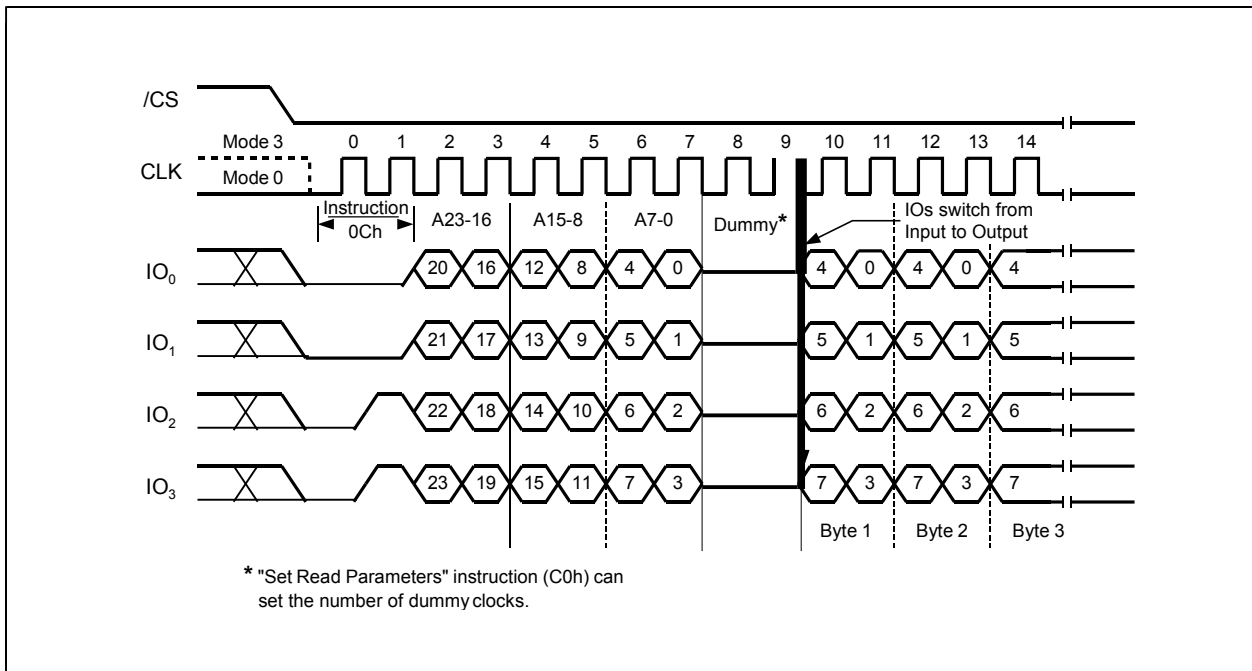 /CS
Mode 3 0 1 2 3 4 5 6 7 8 9 10 11 12 13 14
CLK Mode 0
Instruction A23-16 A15-8 A7-0 Dummy* IOs switch from
0Ch Input to Output
IO0 20 16 12 8 4 0 4 0 4 0 4
IO1 21 17 13 9 5 1 5 1 5 1 5
IO2 22 18 14 10 6 2 6 2 6 2 6
IO3 23 19 15 11 7 3 7 3 7 3 7
Byte 1 Byte 2 Byte 3
* "Set Read Parameters" instruction (C0h) can
set the number of dummy clocks.